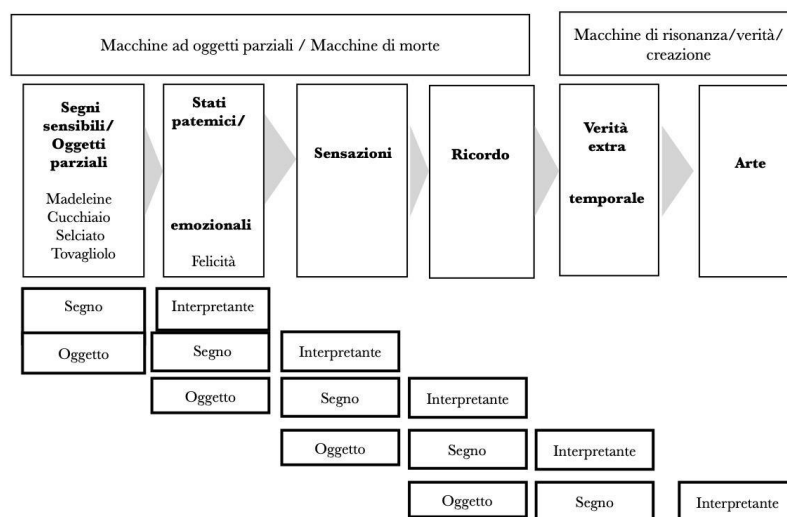 Macchine ad oggetti parziali / Macchine di morte
Macchine di risonanza/verità/
creazione
Segni
sensibili/
Oggetti
parziali
Madeleine
Cucchiaio
Selciato
Tovagliolo
Stati
patemici/
emozionali
Felicità
Sensazioni
Ricordo
Verità
extra
temporale
Arte
Segno
Interpretante
Oggetto
Segno
Interpretante
Oggetto
Segno
Interpretante
Oggetto
Segno
Interpretante
Oggetto
Segno
Interpretante